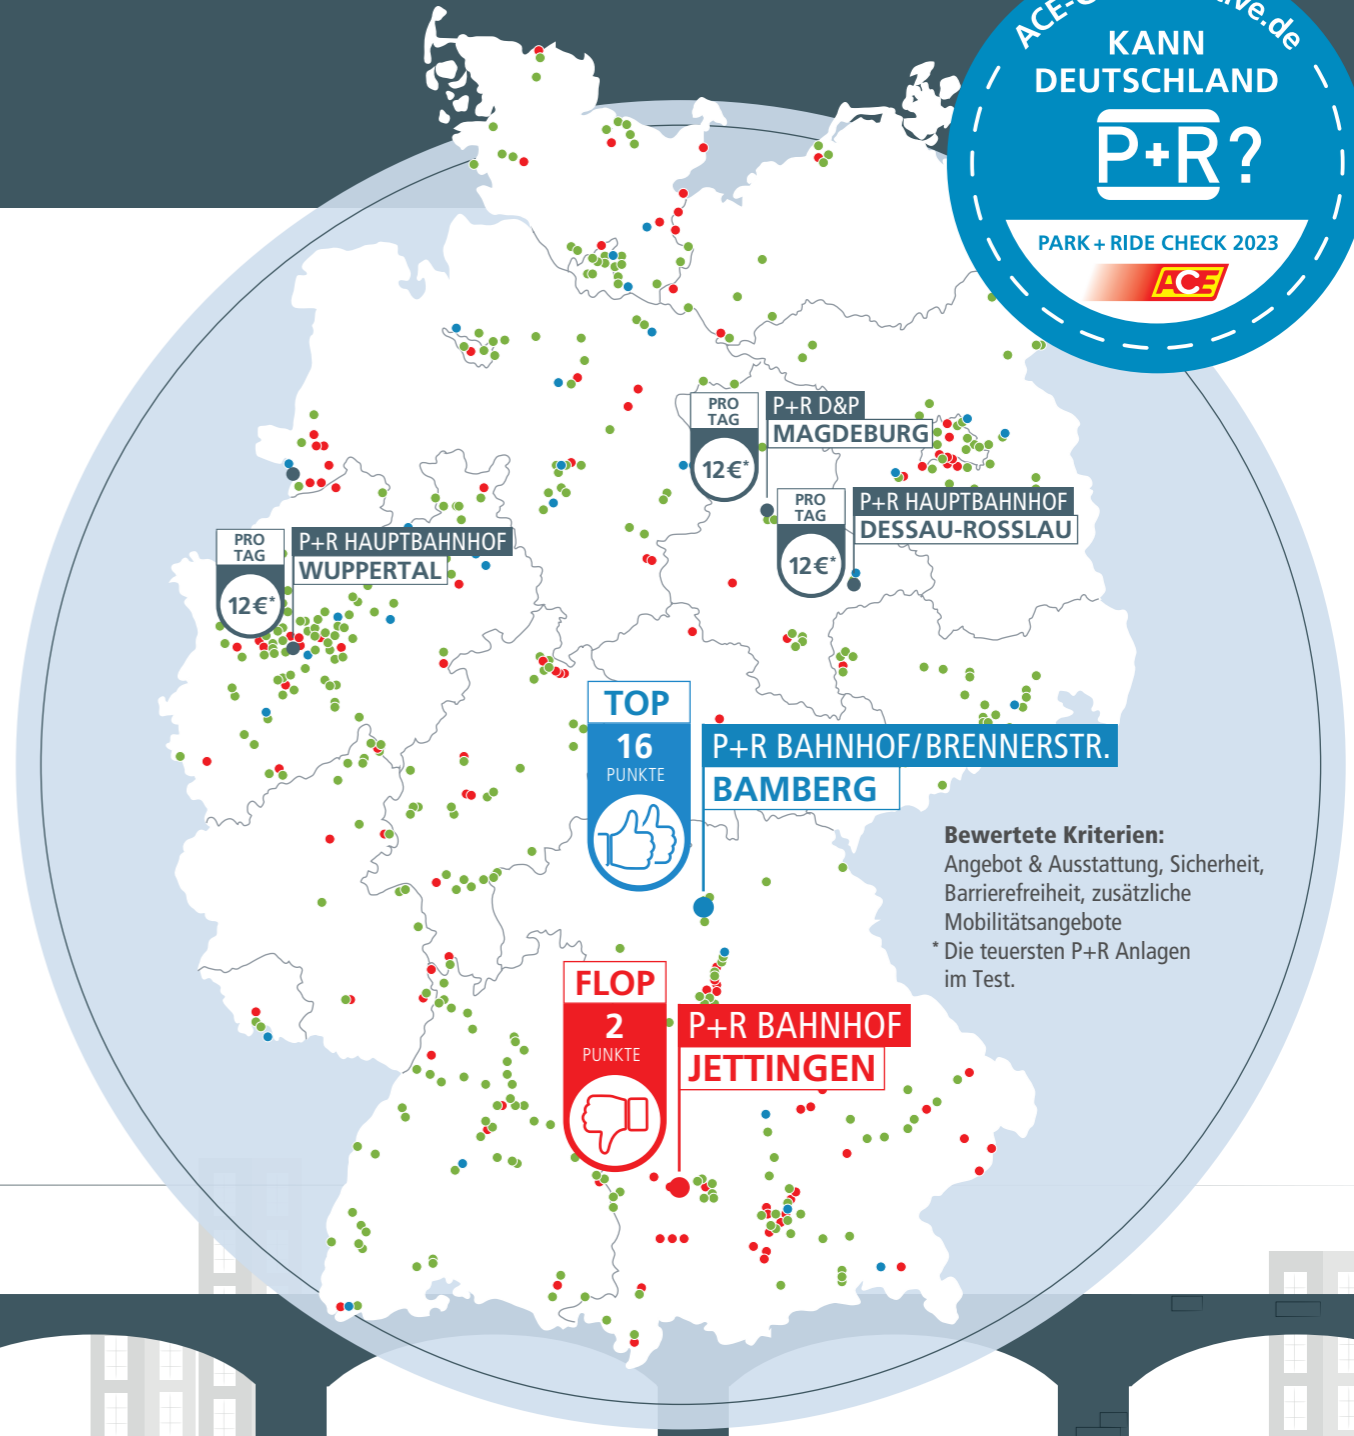 KANN
DEUTSCHLAND
P+R?
PARK + RIDE CHECK 2023
ACE
PRO
TAG
12 €*
P+R D&P
MAGDEBURG
PRO
TAG
12 €*
P+R HAUPTBAHNHOF
DESSAU-ROSSLAU
PRO
TAG
12 €*
P+R HAUPTBAHNHOF
WUPPERTAL
TOP
16
PUNKTE
P+R BAHNHOF/BRENNERSTR.
BAMBERG
Bewertete Kriterien:
Angebot & Ausstattung, Sicherheit,
Barrierefreiheit, zusätzliche
Mobilitätsangebote
* Die teuersten P+R Anlagen
im Test.
FLOP
2
PUNKTE
P+R BAHNHOF
JETTINGEN